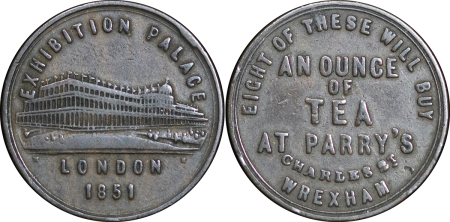 EXHIBITION PALACE
LONDON
1851
EIGHT OF THESE WILL BUY
AN OUNCE
OF
TEA
AT PARRY'S
CHARLES ST
WREXHAM